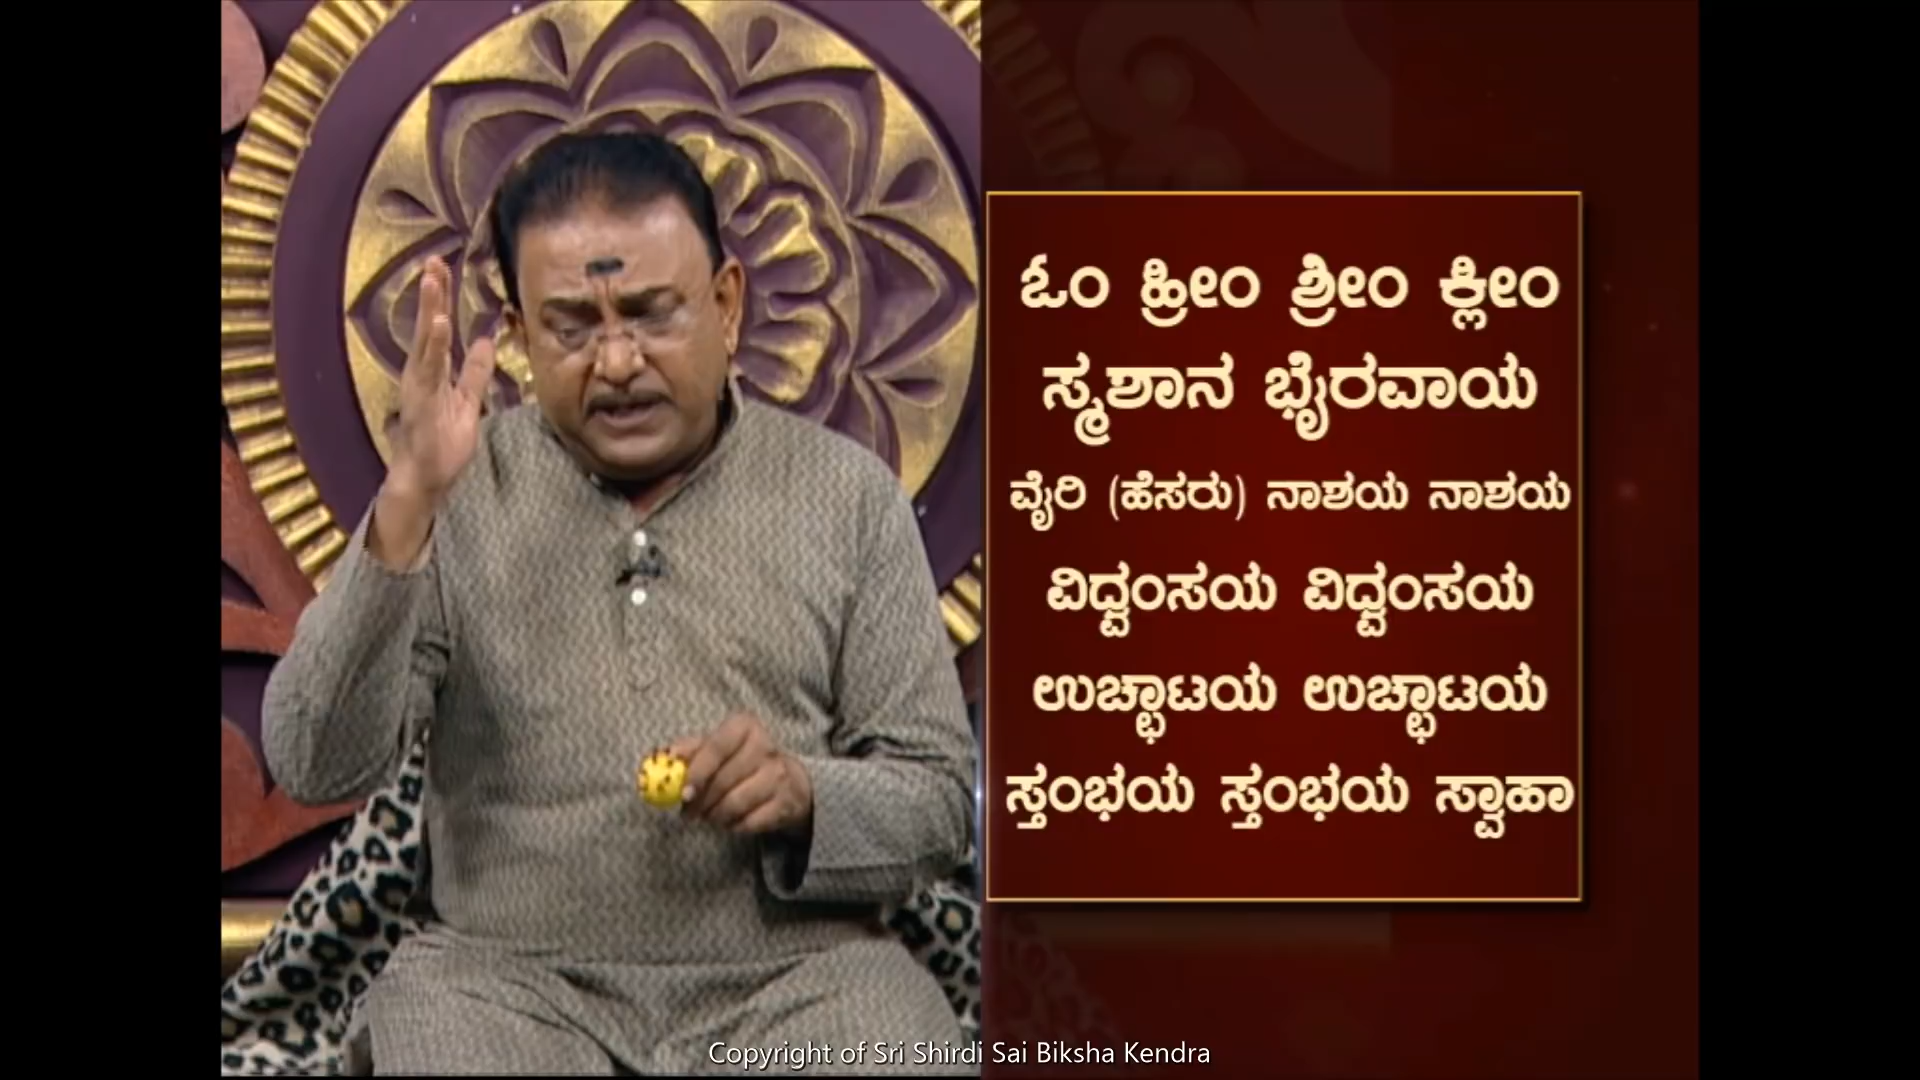 ಓಂ ಹ್ರೀಂ ಶ್ರೀಂ ಕ್ಲೀಂ
ಸ್ಮಶಾನ ಭೈರವಾಯ
ವೈರಿ (ಹೆಸರು) ನಾಶಯ ನಾಶಯ
ವಿಧ್ವಂಸಯ ವಿಧ್ವಂಸಯ
ಉಚ್ಛಾಟಯ ಉಚ್ಛಾಟಯ
ಸ್ತಂಭಯ ಸ್ತಂಭಯ ಸ್ವಾಹಾ
Copyright of Sri Shirdi Sai Biksha Kendra